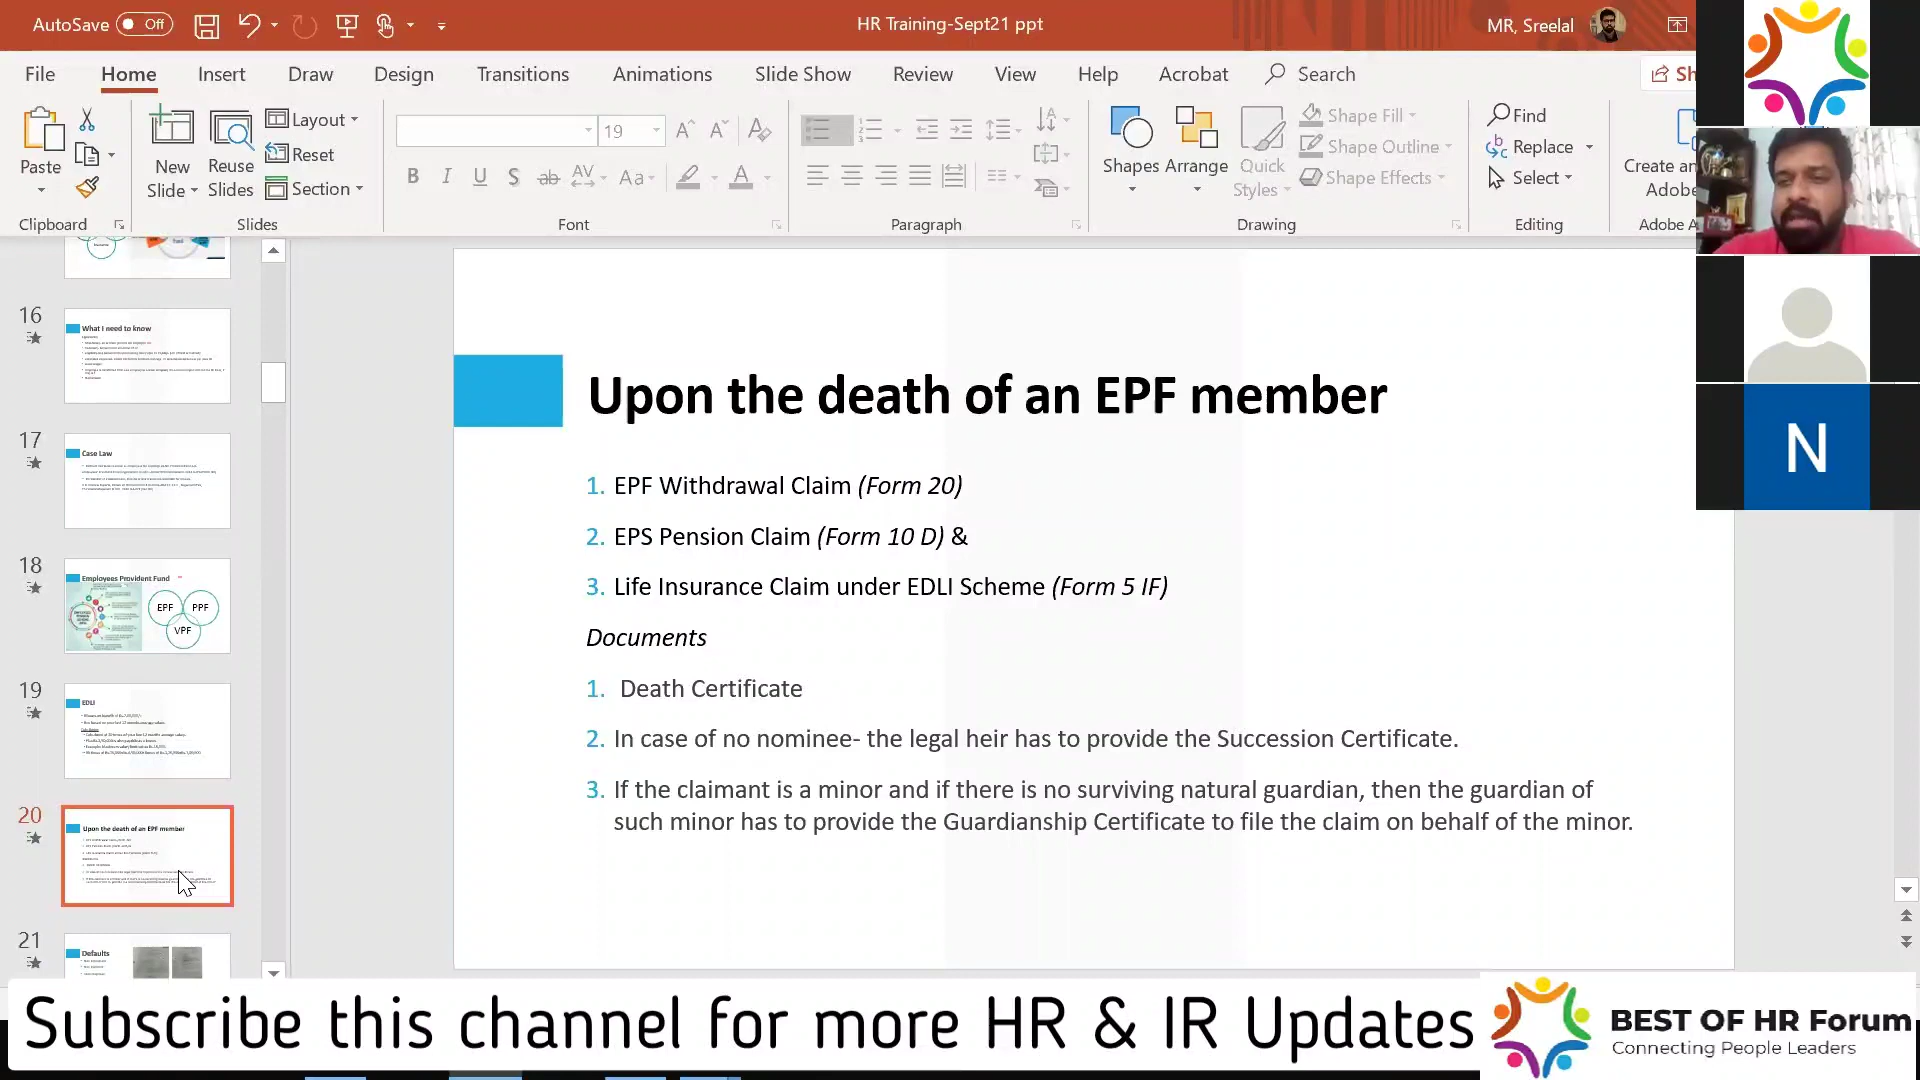 AutoSave Off
HR Training-Sept21 ppt
MR, Sreelal
File Home Insert Draw Design Transitions Animations Slide Show Review View Help Acrobat Search
Paste
New Slide
Reuse Slides
Layout
Reset
Section
19
B I U S ab AV Aa A
Shapes
Arrange
Quick Styles
Shape Fill
Shape Outline
Shape Effects
Find
Replace
Select
Create an
Adobe
Clipboard Slides Font Paragraph Drawing Editing
N
16
What I need to know
17
Case Law
18
Employees Provident Fund
EPF PPF
VPF
19
EDLI
20
Upon the death of an EPF member
21
Defaults
Upon the death of an EPF member
1. EPF Withdrawal Claim (Form 20)
2. EPS Pension Claim (Form 10 D) &
3. Life Insurance Claim under EDLI Scheme (Form 5 IF)
Documents
1. Death Certificate
2. In case of no nominee- the legal heir has to provide the Succession Certificate.
3. If the claimant is a minor and if there is no surviving natural guardian, then the guardian of
such minor has to provide the Guardianship Certificate to file the claim on behalf of the minor.
Subscribe this channel for more HR & IR Updates
BEST OF HR Forum
Connecting People Leaders